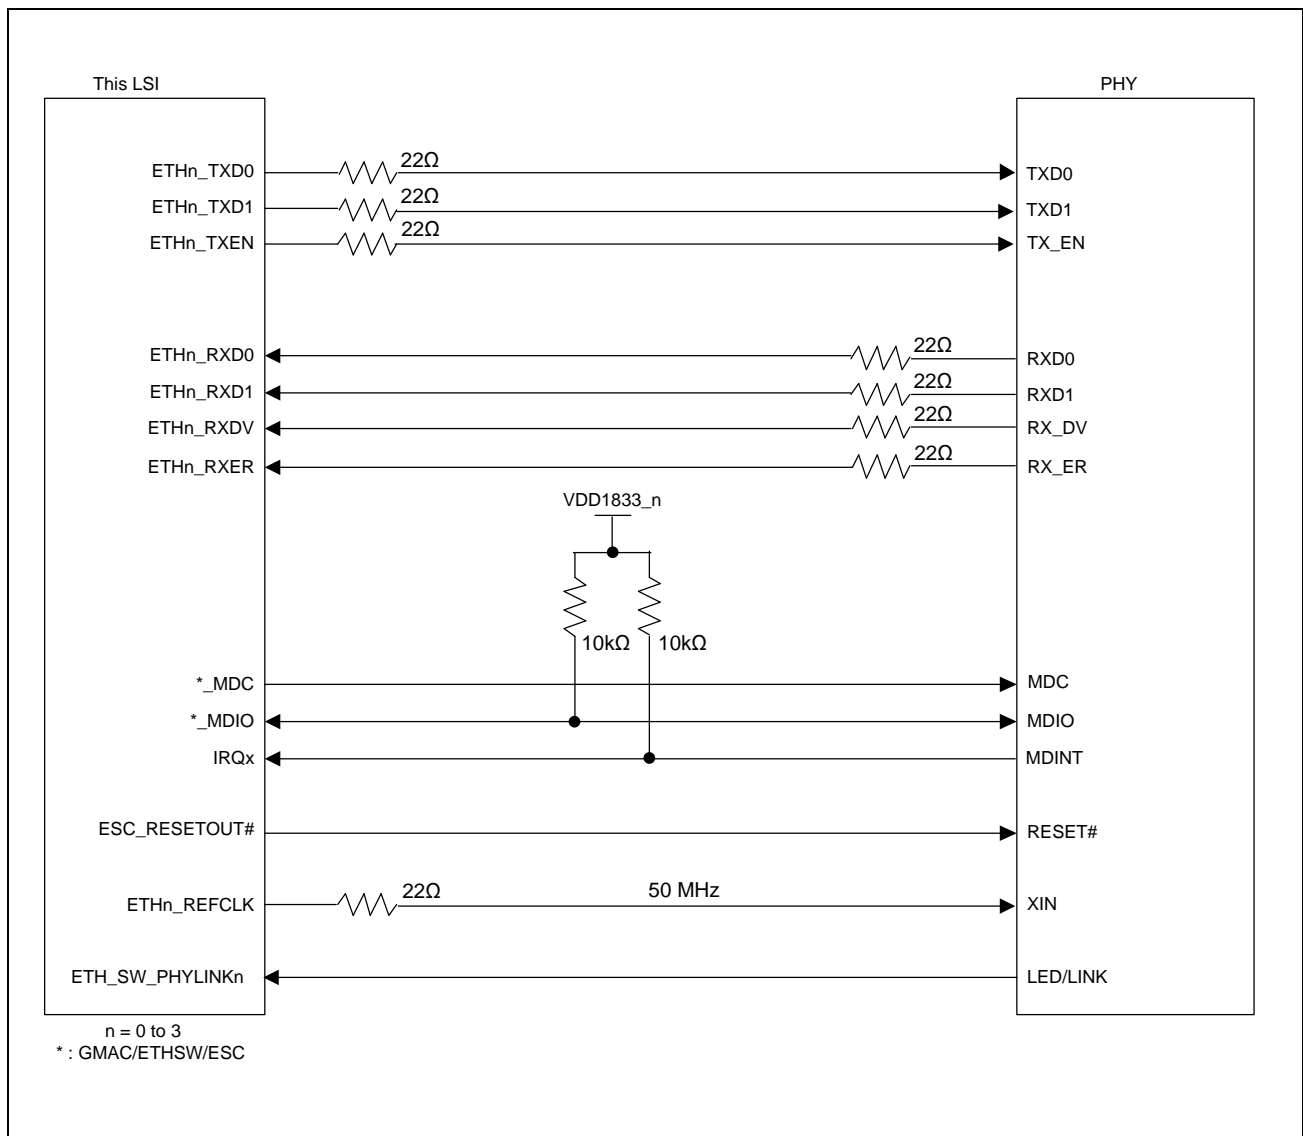 This LSI
PHY
ETHn_TXD0 22Ω TXD0
ETHn_TXD1 22Ω TXD1
ETHn_TXEN 22Ω TX_EN
ETHn_RXD0 22Ω RXD0
ETHn_RXD1 22Ω RXD1
ETHn_RXDV 22Ω RX_DV
ETHn_RXER 22Ω RX_ER
VDD1833_n
10kΩ 10kΩ
*_MDC MDC
*_MDIO MDIO
IRQx MDINT
ESC_RESETOUT# RESET#
ETHn_REFCLK 22Ω 50 MHz XIN
ETH_SW_PHYLINKn LED/LINK
n = 0 to 3
* : GMAC/ETHSW/ESC